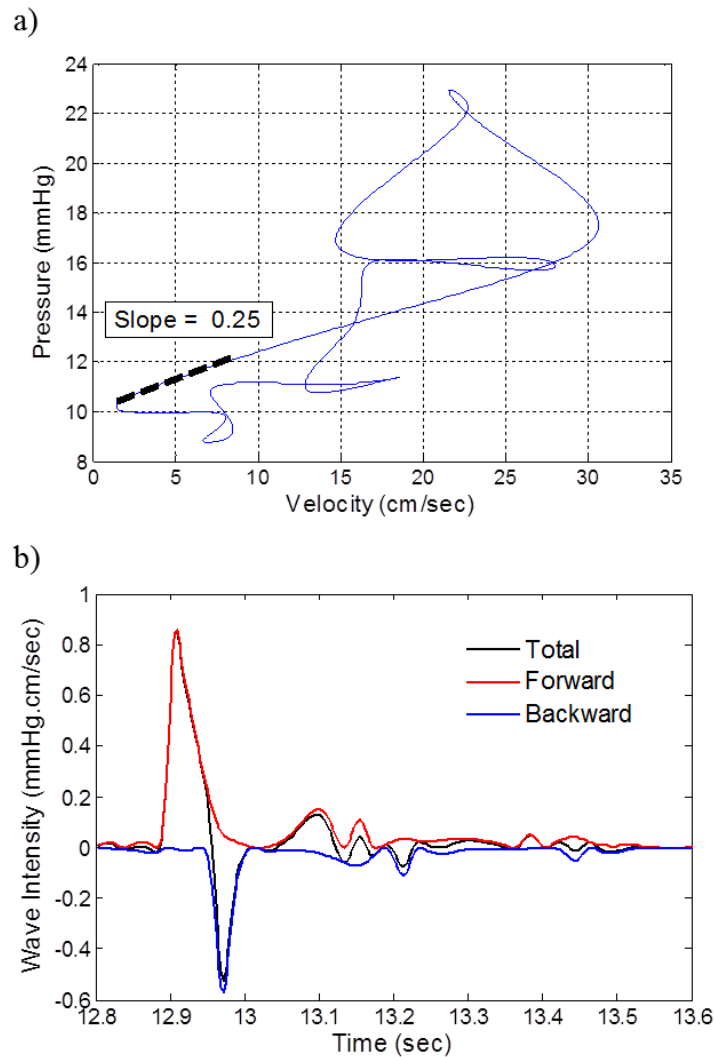 a)
24
22
20
18
16
14
12
10
8
Pressure (mmHg)
Slope = 0.25
0 5 10 15 20 25 30 35
Velocity (cm/sec)
b)
1
0.8
0.6
0.4
0.2
0
-0.2
-0.4
-0.6
Wave Intensity (mmHg.cm/sec)
Total
Forward
Backward
12.8 12.9 13 13.1 13.2 13.3 13.4 13.5 13.6
Time (sec)